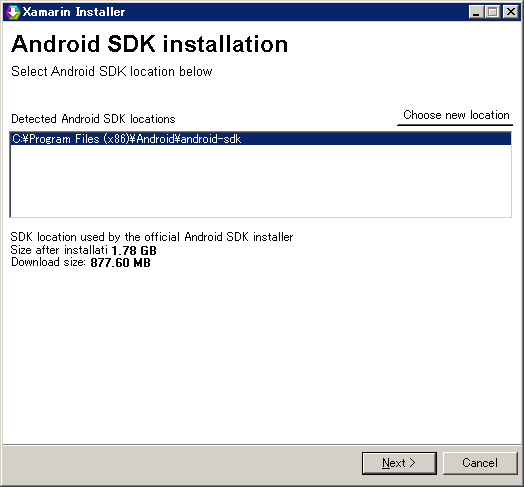 Xamarin Installer
Android SDK installation
Select Android SDK location below
Detected Android SDK locations
Choose new location
C:¥Program Files (x86)¥Android¥android-sdk
SDK location used by the official Android SDK installer
Size after installati 1.78 GB
Download size: 877.60 MB
Next >
Cancel